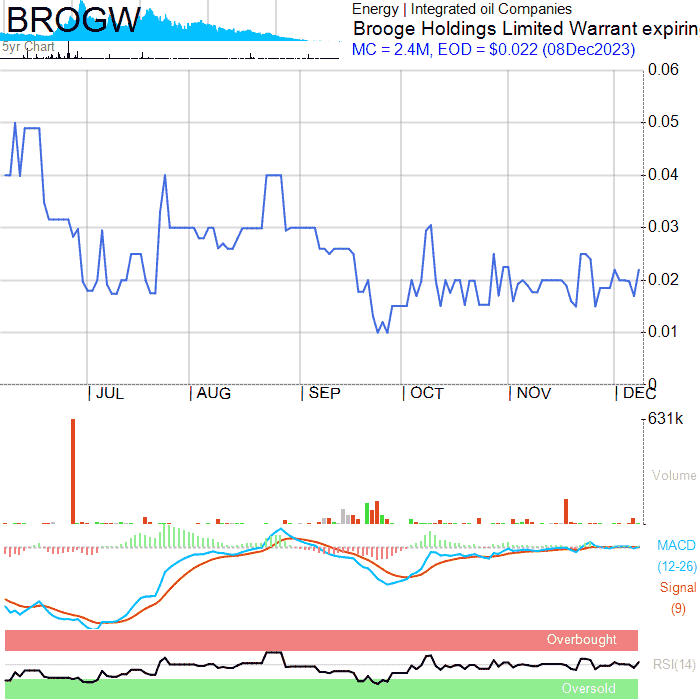 BROGW
5yr Chart
Energy | Integrated oil Companies
Brooge Holdings Limited Warrant expirin
MC = 2.4M, EOD = $0.022 (08Dec2023)
0.06
0.05
0.04
0.03
0.02
0.01
0
JUL AUG SEP OCT NOV DEC
631k
Volume
MACD
(12-26)
Signal
(9)
Overbought
RSI(14)
Oversold